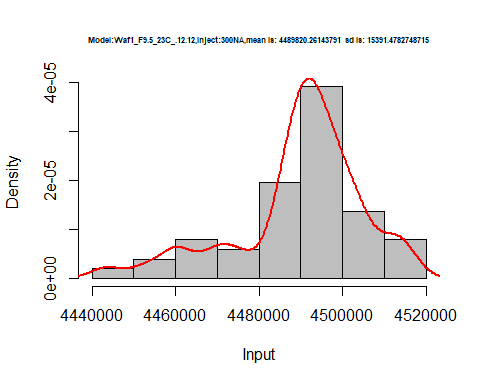 Model:Waf1_F9.5_23C_.12.12,Inject:300NA,mean is: 4489820.26143791 sd is: 15391.4782748715
4e-05
2e-05
0e+00
Density
4440000 4460000 4480000 4500000 4520000
Input